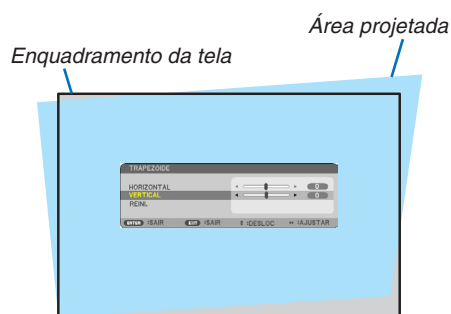 Área projetada
Enquadramento da tela
TRAPEZOIDE
HORIZONTAL 0
VERTICAL 0
REINI.
ENTER :SAIR EXIT :SAIR :DESLOC :AJUSTAR